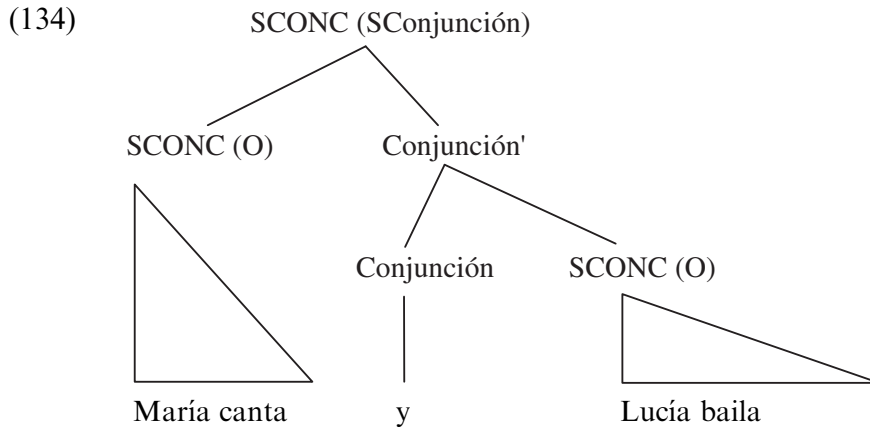 (134) SCONC (SConjunción)
SCONC (O) Conjunción'
Conjunción SCONC (O)
María canta y Lucía baila